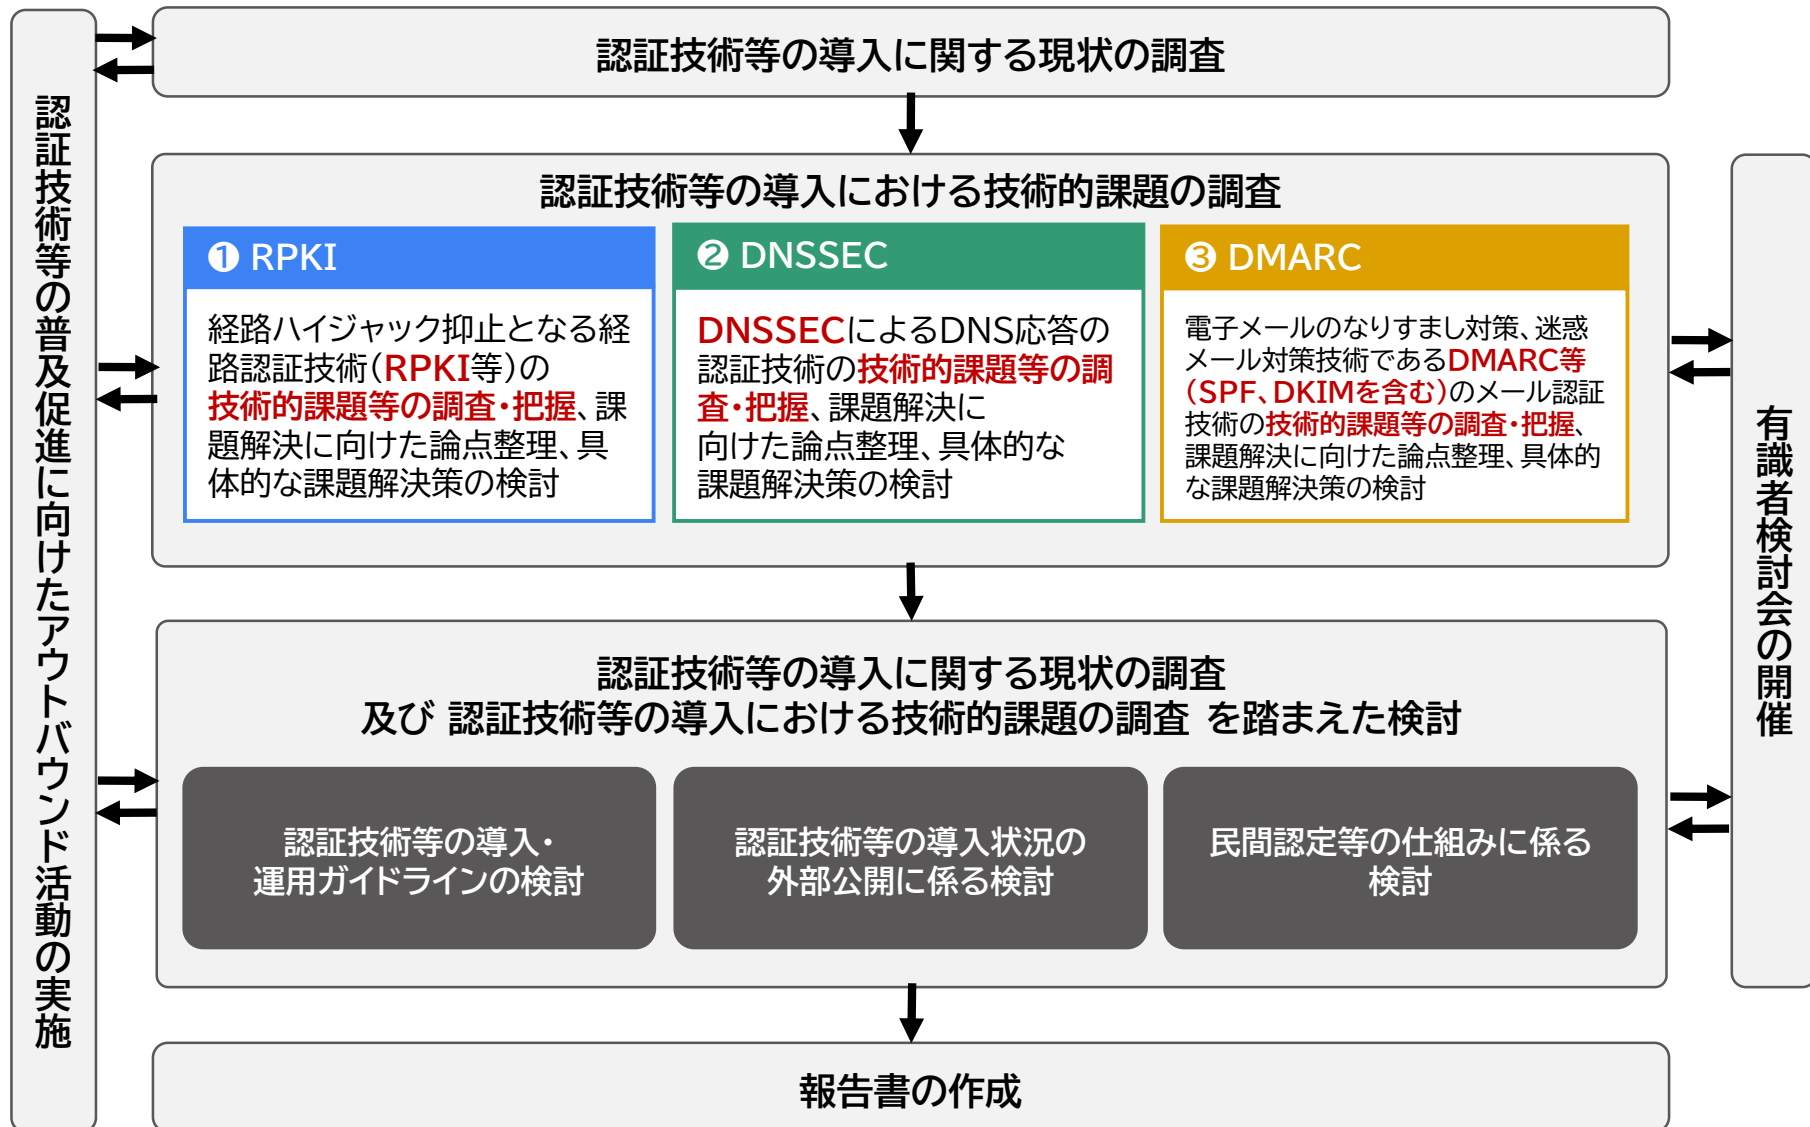 認証技術等の普及促進に向けたアウトバウンド活動の実施
認証技術等の導入に関する現状の調査
認証技術等の導入における技術的課題の調査
❶ RPKI
経路ハイジャック抑止となる経
路認証技術（RPKI等）の
技術的課題等の調査・把握、課
題解決に向けた論点整理、具
体的な課題解決策の検討
❷ DNSSEC
DNSSECによるDNS応答の
認証技術の技術的課題等の調
査・把握、課題解決に
向けた論点整理、具体的な
課題解決策の検討
❸ DMARC
電子メールのなりすまし対策、迷惑
メール対策技術であるDMARC等
（SPF、DKIMを含む）のメール認証
技術の技術的課題等の調査・把握、
課題解決に向けた論点整理、具体的
な課題解決策の検討
有識者検討会の開催
認証技術等の導入に関する現状の調査
及び 認証技術等の導入における技術的課題の調査 を踏まえた検討
認証技術等の導入・
運用ガイドラインの検討
認証技術等の導入状況の
外部公開に係る検討
民間認定等の仕組みに係る
検討
報告書の作成